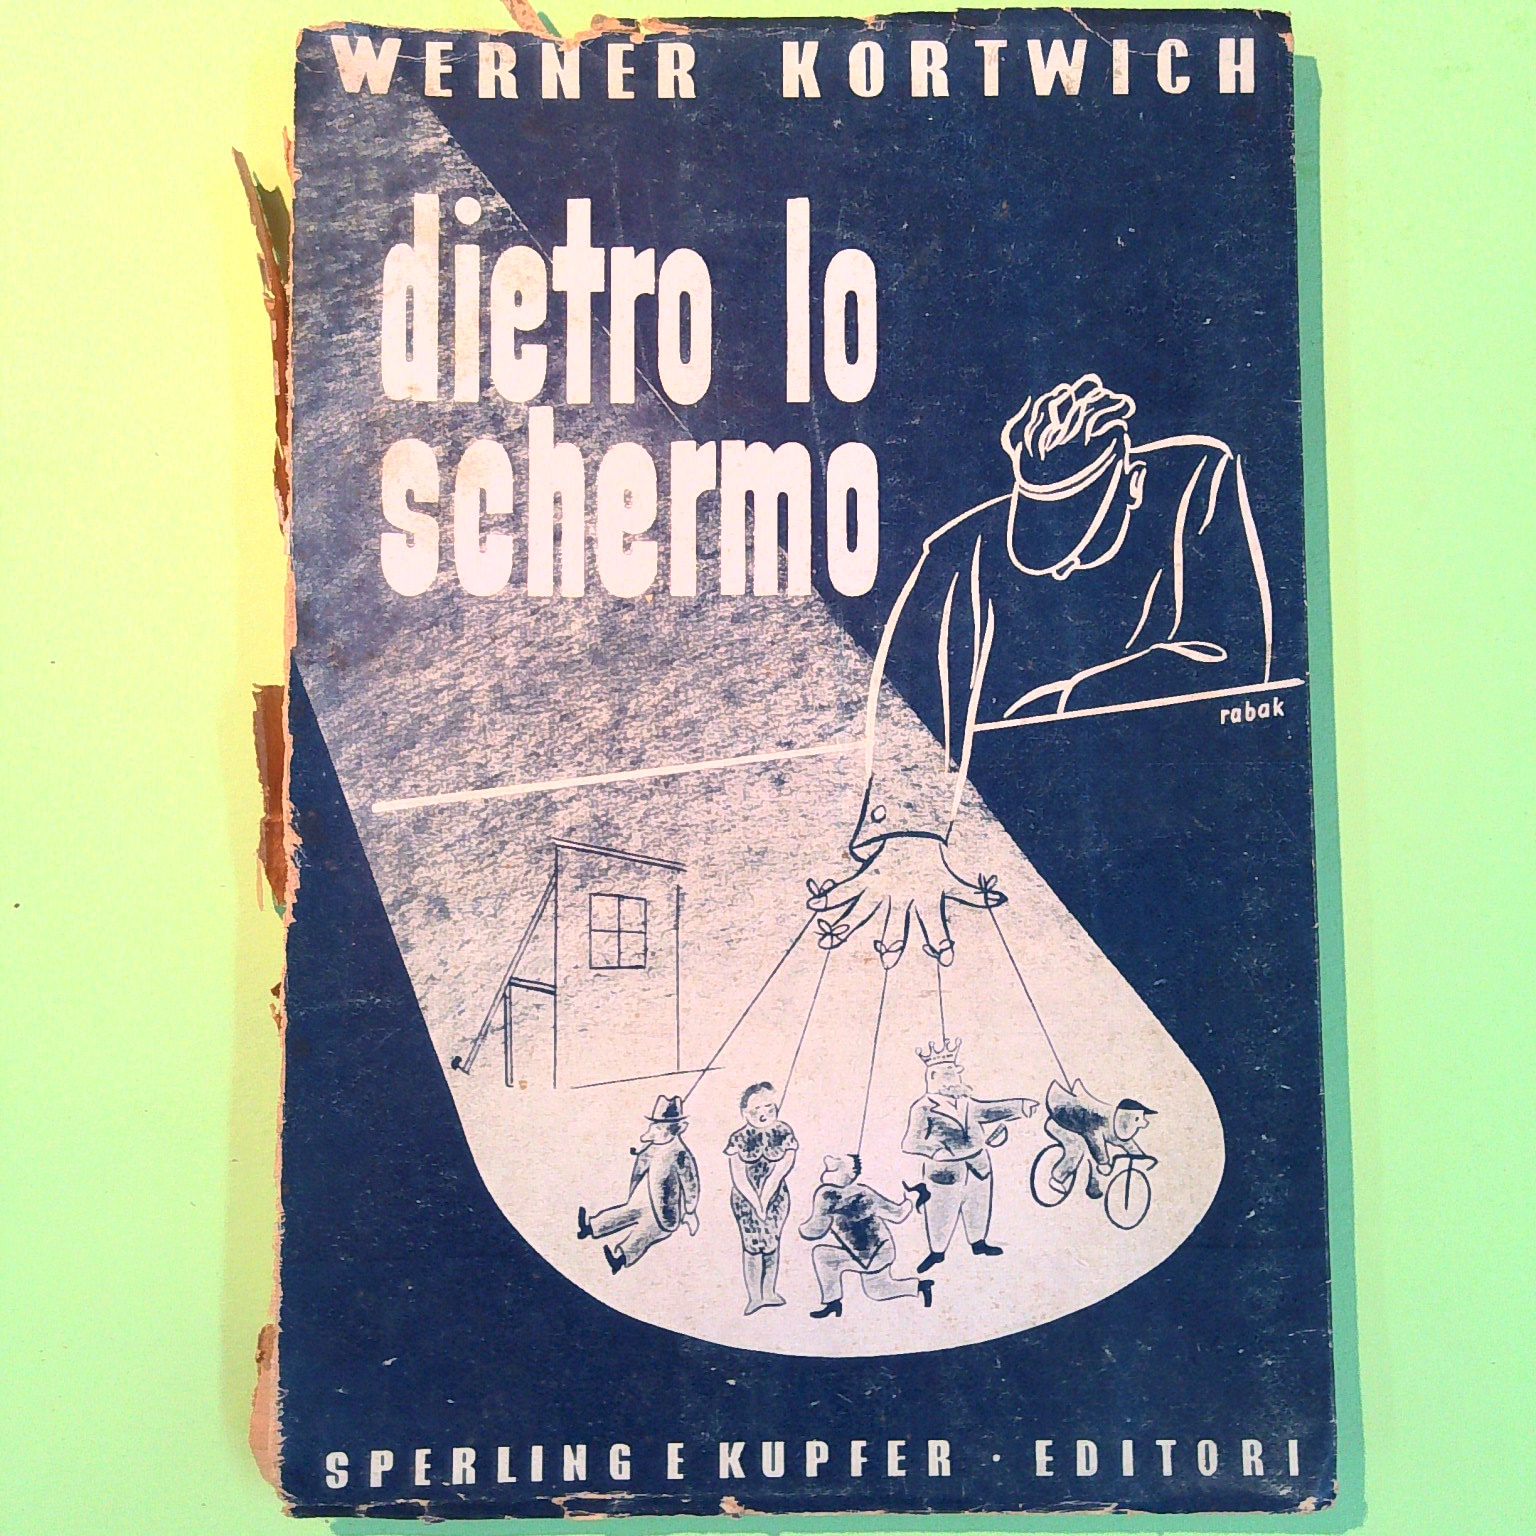 WERNER KORTWICH
dietro lo
schermo
rabak
SPERLING E KUPFER · EDITORI